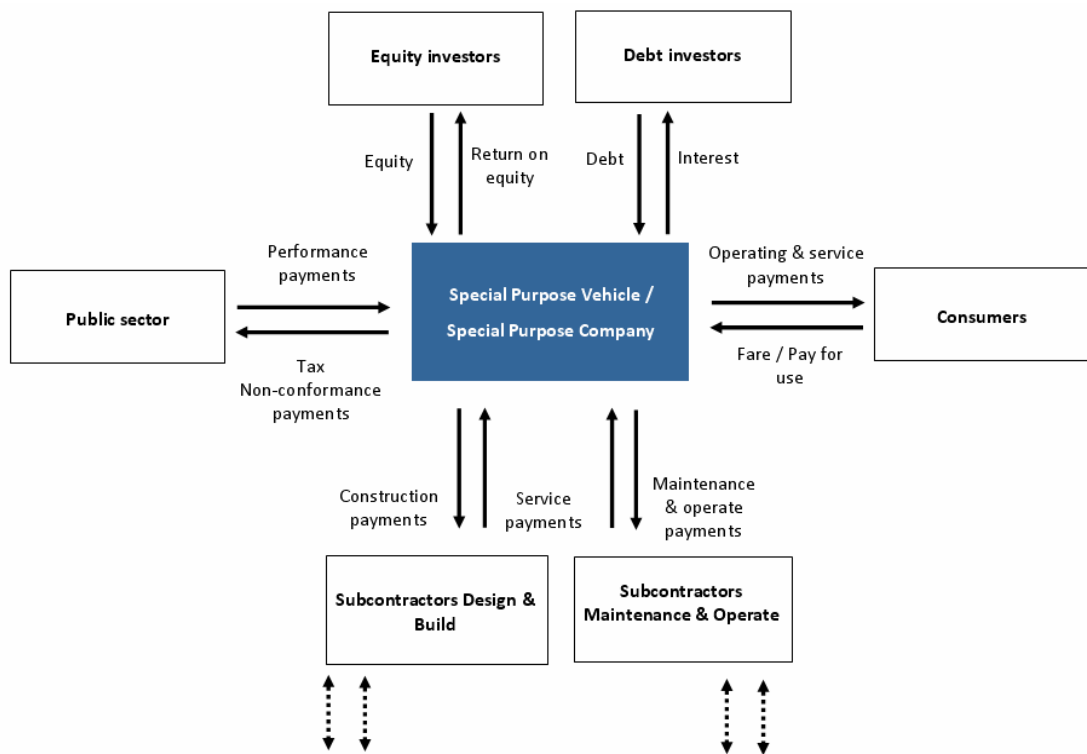 Equity investors
Debt investors
Equity
Return on
equity
Debt
Interest
Performance
payments
Operating & service
payments
Public sector
Special Purpose Vehicle /
Special Purpose Company
Consumers
Tax
Non-conformance
payments
Fare / Pay for
use
Construction
payments
Service
payments
Maintenance
& operate
payments
Subcontractors Design &
Build
Subcontractors
Maintenance & Operate